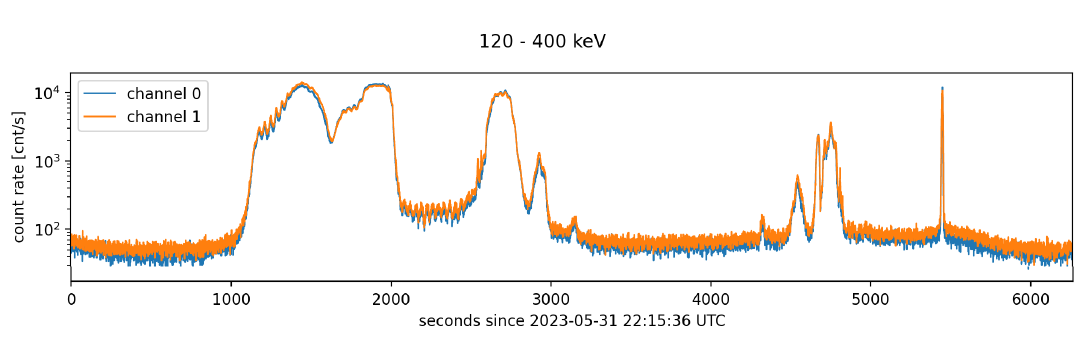 120 - 400 keV
channel 0
channel 1
count rate [cnt/s]
10⁴
10³
10²
0 1000 2000 3000 4000 5000 6000
seconds since 2023-05-31 22:15:36 UTC